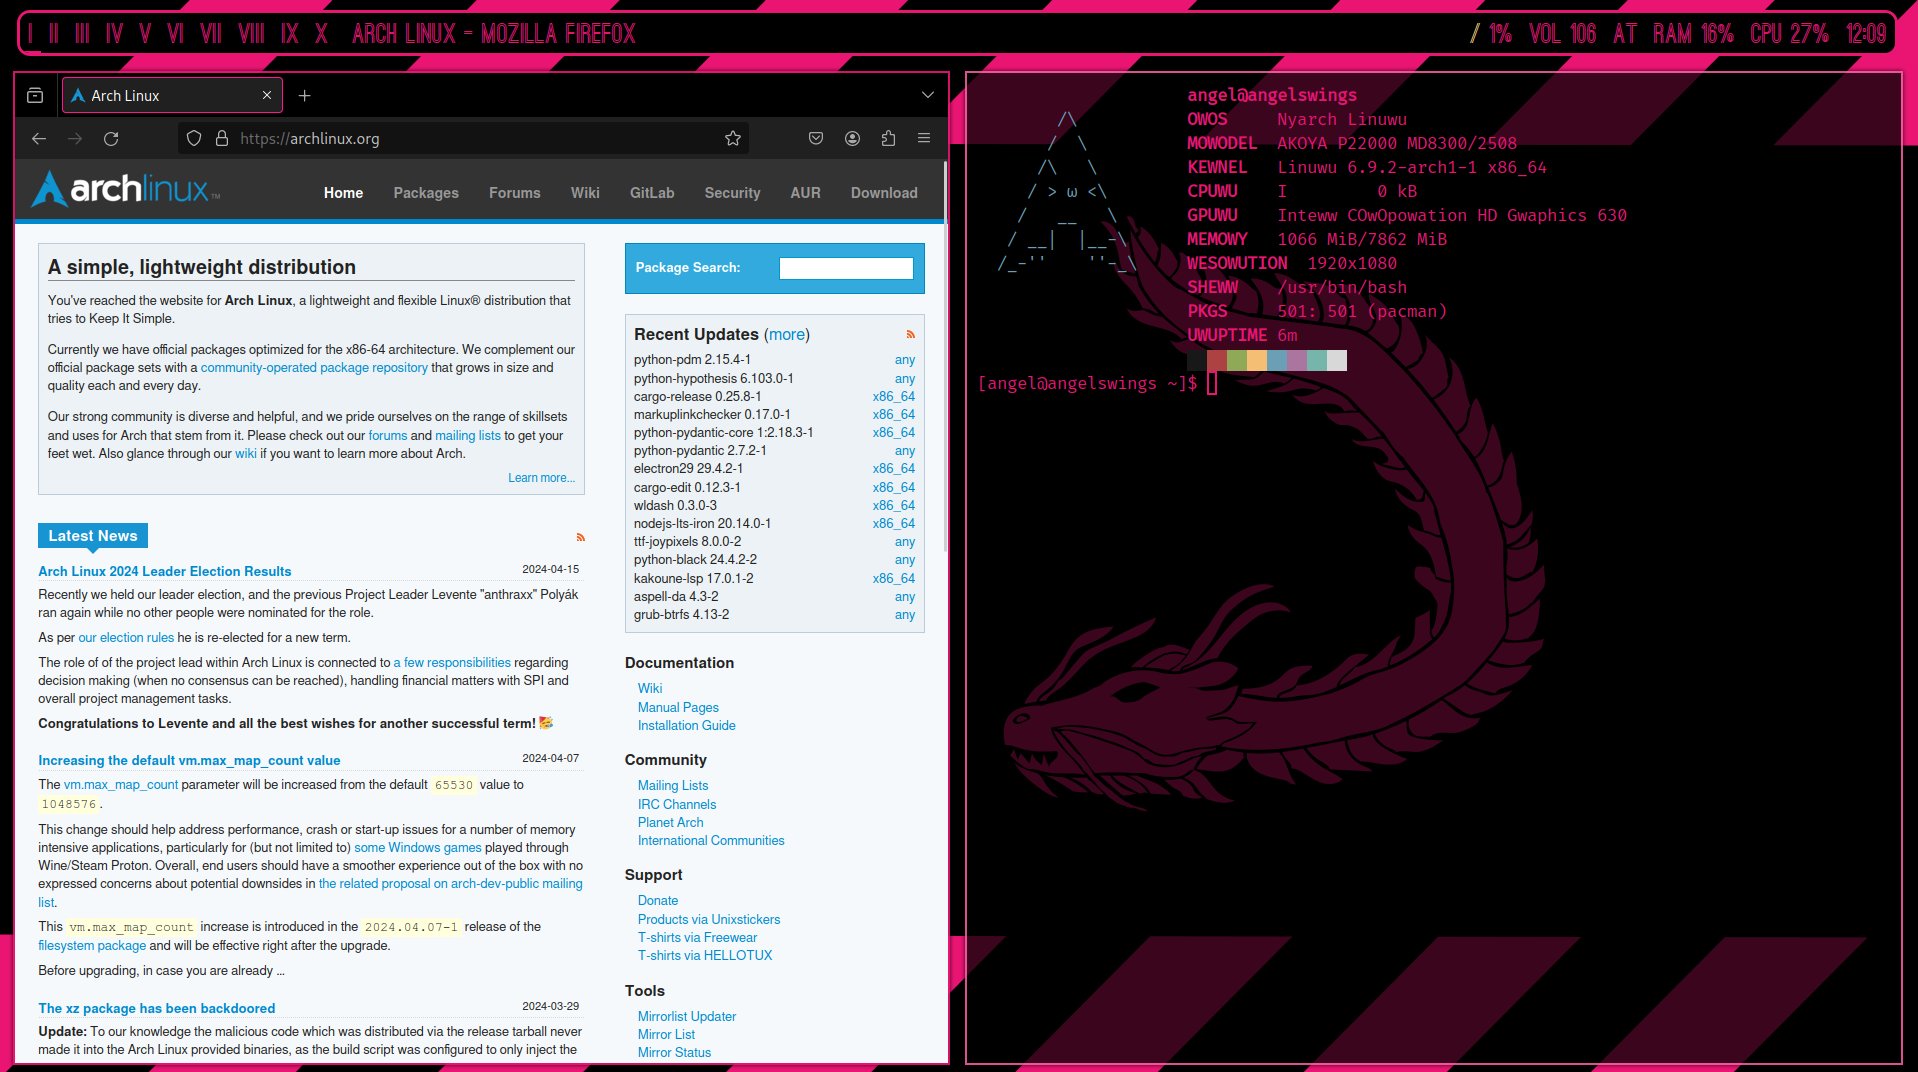 I II III IV V VI VII VIII IX X ARCH LINUX - MOZILLA FIREFOX
/ 1% VOL 106 AT RAM 16% CPU 27% 12:09
Arch Linux
https://archlinux.org
archlinux™
Home Packages Forums Wiki GitLab Security AUR Download
A simple, lightweight distribution
You've reached the website for Arch Linux, a lightweight and flexible Linux® distribution that
tries to Keep It Simple.
Currently we have official packages optimized for the x86-64 architecture. We complement our
official package sets with a community-operated package repository that grows in size and
quality each and every day.
Our strong community is diverse and helpful, and we pride ourselves on the range of skillsets
and uses for Arch that stem from it. Please check out our forums and mailing lists to get your
feet wet. Also glance through our wiki if you want to learn more about Arch.
Learn more...
Latest News
Arch Linux 2024 Leader Election Results 2024-04-15
Recently we held our leader election, and the previous Project Leader Levente "anthraxx" Polyák
ran again while no other people were nominated for the role.
As per our election rules he is re-elected for a new term.
The role of of the project lead within Arch Linux is connected to a few responsibilities regarding
decision making (when no consensus can be reached), handling financial matters with SPI and
overall project management tasks.
Congratulations to Levente and all the best wishes for another successful term! 🥳
Increasing the default vm.max_map_count value 2024-04-07
The vm.max_map_count parameter will be increased from the default 65530 value to
1048576.
This change should help address performance, crash or start-up issues for a number of memory
intensive applications, particularly for (but not limited to) some Windows games played through
Wine/Steam Proton. Overall, end users should have a smoother experience out of the box with no
expressed concerns about potential downsides in the related proposal on arch-dev-public mailing
list.
This vm.max_map_count increase is introduced in the 2024.04.07-1 release of the
filesystem package and will be effective right after the upgrade.
Before upgrading, in case you are already ...
The xz package has been backdoored 2024-03-29
Update: To our knowledge the malicious code which was distributed via the release tarball never
made it into the Arch Linux provided binaries, as the build script was configured to only inject the
Package Search:
Recent Updates (more)
python-pdm 2.15.4-1 any
python-hypothesis 6.103.0-1 any
cargo-release 0.25.8-1 x86_64
markuplinkchecker 0.17.0-1 x86_64
python-pydantic-core 1:2.18.3-1 x86_64
python-pydantic 2.7.2-1 any
electron29 29.4.2-1 x86_64
cargo-edit 0.12.3-1 x86_64
wldash 0.3.0-3 x86_64
nodejs-lts-iron 20.14.0-1 x86_64
ttf-joypixels 8.0.0-2 any
python-black 24.4.2-2 any
kakoune-lsp 17.0.1-2 x86_64
aspell-da 4.3-2 any
grub-btrfs 4.13-2 any
Documentation
Wiki
Manual Pages
Installation Guide
Community
Mailing Lists
IRC Channels
Planet Arch
International Communities
Support
Donate
Products via Unixstickers
T-shirts via Freewear
T-shirts via HELLOTUX
Tools
Mirrorlist Updater
Mirror List
Mirror Status
angel@angelswings
OWOS Nyarch Linuwu
MOWODEL AKOYA P22000 MD8300/2508
KEWNEL Linuwu 6.9.2-arch1-1 x86_64
CPUWU I 0 kB
GPUWU Inteww COwOpowation HD Gwaphics 630
MEMOWY 1066 MiB/7862 MiB
WESOWUTION 1920x1080
SHEWW /usr/bin/bash
PKGS 501: 501 (pacman)
UWUPTIME 6m
[angel@angelswings ~]$